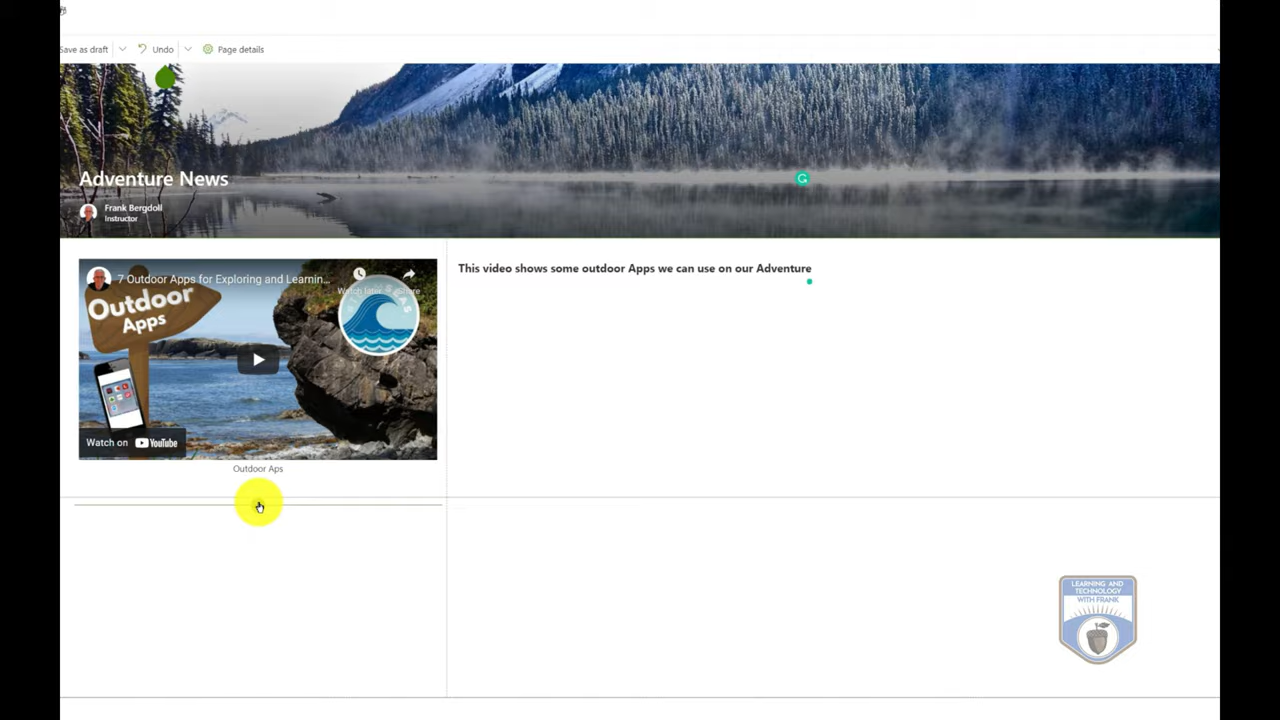 Save as draft
Undo
Page details
Adventure News
Frank Bergdoll
Instructor
7 Outdoor Apps for Exploring and Learnin...
Watch later
Share
Outdoor
Apps
Watch on YouTube
Outdoor Aps
This video shows some outdoor Apps we can use on our Adventure
LEARNING AND
TECHNOLOGY
WITH FRANK